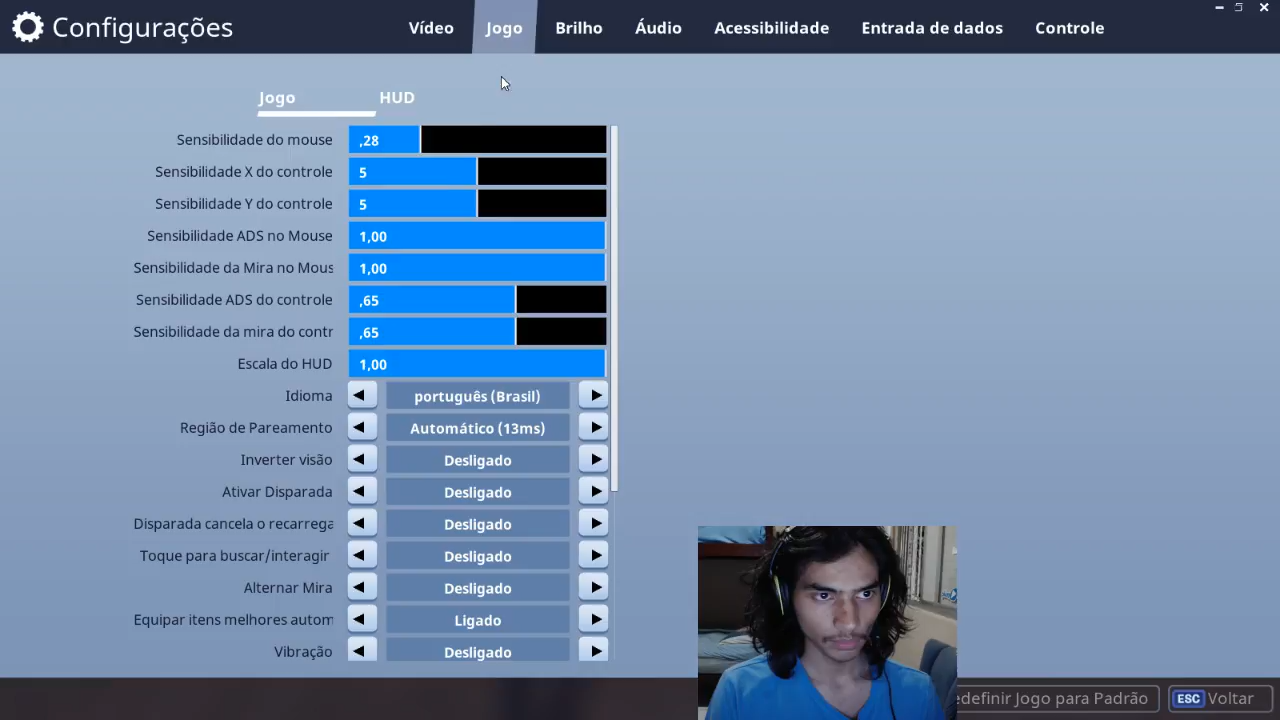 Configurações
Vídeo Jogo Brilho Áudio Acessibilidade Entrada de dados Controle
Jogo HUD
Sensibilidade do mouse ,28
Sensibilidade X do controle 5
Sensibilidade Y do controle 5
Sensibilidade ADS no Mouse 1,00
Sensibilidade da Mira no Mous 1,00
Sensibilidade ADS do controle ,65
Sensibilidade da mira do contr ,65
Escala do HUD 1,00
Idioma português (Brasil)
Região de Pareamento Automático (13ms)
Inverter visão Desligado
Ativar Disparada Desligado
Disparada cancela o recarrega Desligado
Toque para buscar/interagir Desligado
Alternar Mira Desligado
Equipar itens melhores autom Ligado
Vibração Desligado
edefinir Jogo para Padrão ESC Voltar